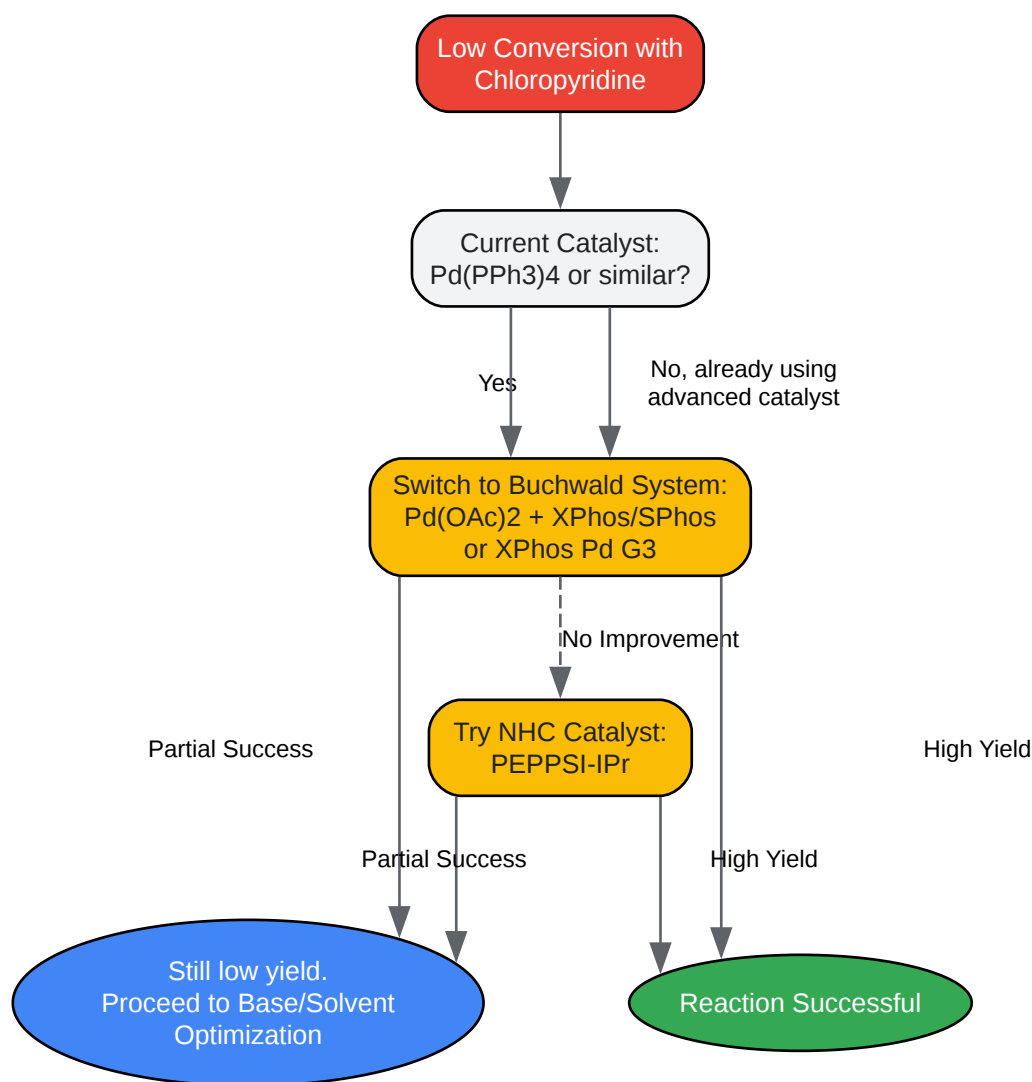 Low Conversion with
Chloropyridine
Current Catalyst:
Pd(PPh3)4 or similar?
Yes
No, already using
advanced catalyst
Switch to Buchwald System:
Pd(OAc)2 + XPhos/SPhos
or XPhos Pd G3
No Improvement
Try NHC Catalyst:
PEPPSI-IPr
Partial Success
High Yield
Partial Success
High Yield
Still low yield.
Proceed to Base/Solvent
Optimization
Reaction Successful